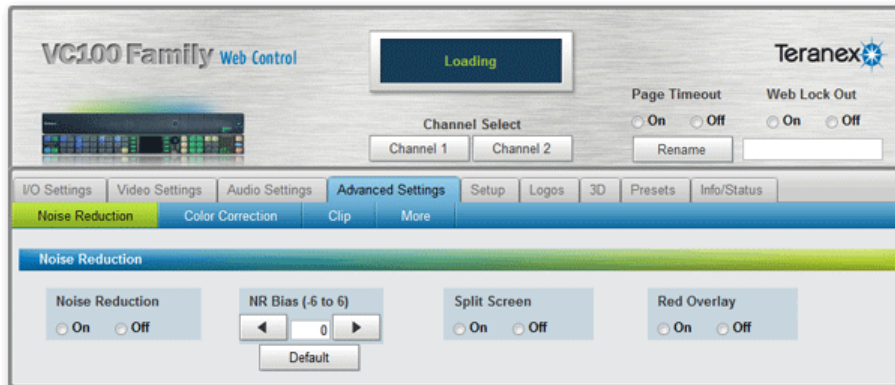 VC100 Family Web Control
Loading
Teranex
Page Timeout Web Lock Out
On Off On Off
Channel Select
Channel 1 Channel 2 Rename
I/O Settings Video Settings Audio Settings Advanced Settings Setup Logos 3D Presets Info/Status
Noise Reduction Color Correction Clip More
Noise Reduction
Noise Reduction NR Bias (-6 to 6) Split Screen Red Overlay
On Off 0 On Off On Off
Default